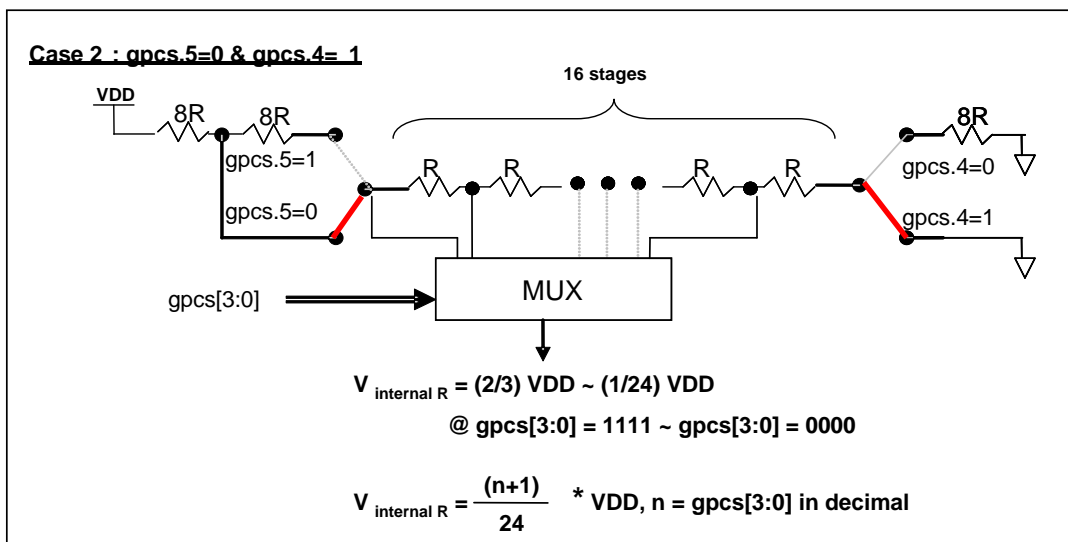 Case 2 : gpcs.5=0 & gpcs.4= 1
16 stages
VDD
8R
8R
8R
gpcs.5=1
R
R
R
R
gpcs.4=0
gpcs.5=0
gpcs.4=1
MUX
gpcs[3:0]
V internal R = (2/3) VDD ~ (1/24) VDD
@ gpcs[3:0] = 1111 ~ gpcs[3:0] = 0000
V internal R = (n+1) / 24 * VDD, n = gpcs[3:0] in decimal